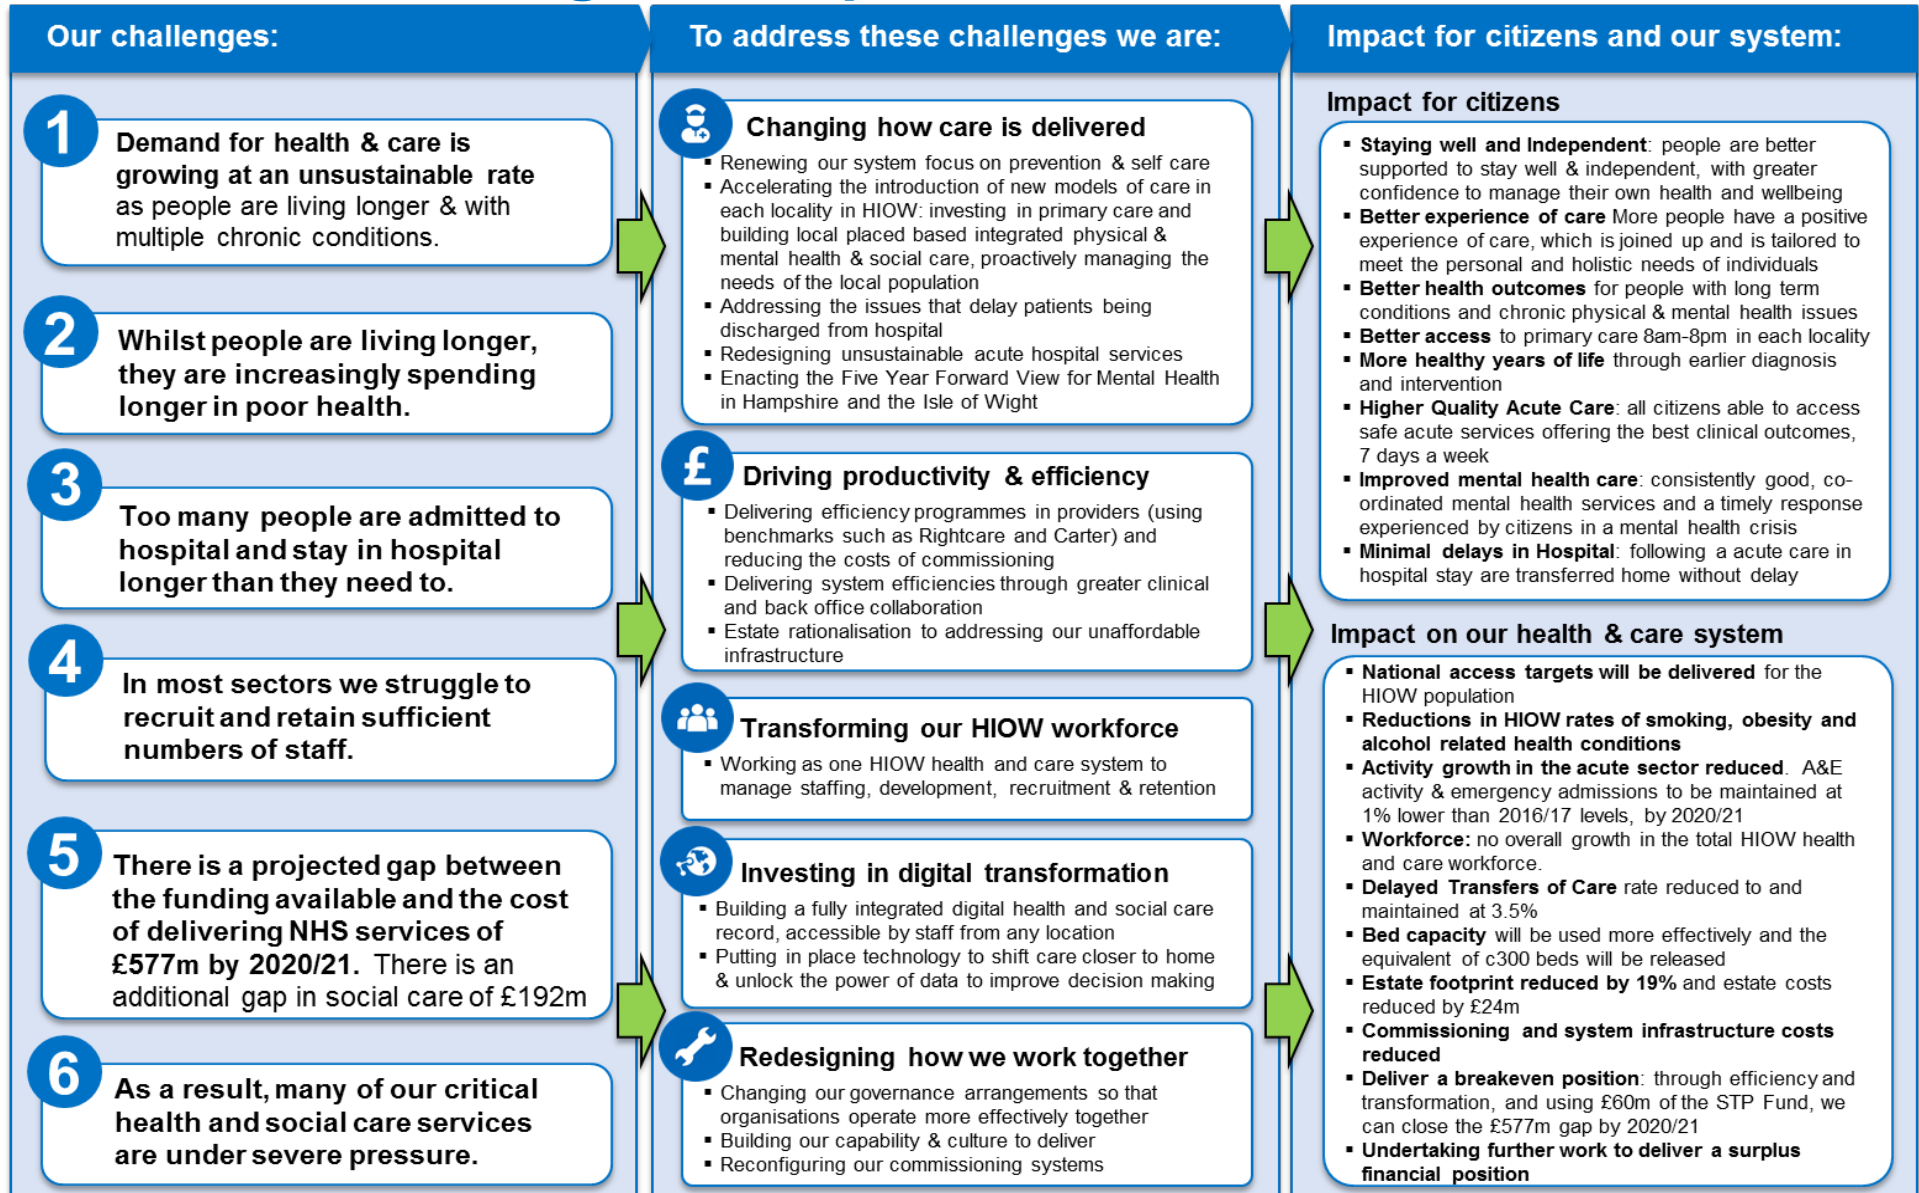 Our challenges:
1
Demand for health & care is
growing at an unsustainable rate
as people are living longer & with
multiple chronic conditions.
2
Whilst people are living longer,
they are increasingly spending
longer in poor health.
3
Too many people are admitted to
hospital and stay in hospital
longer than they need to.
4
In most sectors we struggle to
recruit and retain sufficient
numbers of staff.
5
There is a projected gap between
the funding available and the cost
of delivering NHS services of
£577m by 2020/21. There is an
additional gap in social care of £192m
6
As a result, many of our critical
health and social care services
are under severe pressure.
To address these challenges we are:
Changing how care is delivered
▪ Renewing our system focus on prevention & self care
▪ Accelerating the introduction of new models of care in
each locality in HIOW: investing in primary care and
building local placed based integrated physical &
mental health & social care, proactively managing the
needs of the local population
▪ Addressing the issues that delay patients being
discharged from hospital
▪ Redesigning unsustainable acute hospital services
▪ Enacting the Five Year Forward View for Mental Health
in Hampshire and the Isle of Wight
£
Driving productivity & efficiency
▪ Delivering efficiency programmes in providers (using
benchmarks such as Rightcare and Carter) and
reducing the costs of commissioning
▪ Delivering system efficiencies through greater clinical
and back office collaboration
▪ Estate rationalisation to addressing our unaffordable
infrastructure
Transforming our HIOW workforce
▪ Working as one HIOW health and care system to
manage staffing, development, recruitment & retention
Investing in digital transformation
▪ Building a fully integrated digital health and social care
record, accessible by staff from any location
▪ Putting in place technology to shift care closer to home
& unlock the power of data to improve decision making
Redesigning how we work together
▪ Changing our governance arrangements so that
organisations operate more effectively together
▪ Building our capability & culture to deliver
▪ Reconfiguring our commissioning systems
Impact for citizens and our system:
Impact for citizens
▪ Staying well and Independent: people are better
supported to stay well & independent, with greater
confidence to manage their own health and wellbeing
▪ Better experience of care More people have a positive
experience of care, which is joined up and is tailored to
meet the personal and holistic needs of individuals
▪ Better health outcomes for people with long term
conditions and chronic physical & mental health issues
▪ Better access to primary care 8am-8pm in each locality
▪ More healthy years of life through earlier diagnosis
and intervention
▪ Higher Quality Acute Care: all citizens able to access
safe acute services offering the best clinical outcomes,
7 days a week
▪ Improved mental health care: consistently good, co-
ordinated mental health services and a timely response
experienced by citizens in a mental health crisis
▪ Minimal delays in Hospital: following a acute care in
hospital stay are transferred home without delay
Impact on our health & care system
▪ National access targets will be delivered for the
HIOW population
▪ Reductions in HIOW rates of smoking, obesity and
alcohol related health conditions
▪ Activity growth in the acute sector reduced. A&E
activity & emergency admissions to be maintained at
1% lower than 2016/17 levels, by 2020/21
▪ Workforce: no overall growth in the total HIOW health
and care workforce.
▪ Delayed Transfers of Care rate reduced to and
maintained at 3.5%
▪ Bed capacity will be used more effectively and the
equivalent of c300 beds will be released
▪ Estate footprint reduced by 19% and estate costs
reduced by £24m
▪ Commissioning and system infrastructure costs
reduced
▪ Deliver a breakeven position: through efficiency and
transformation, and using £60m of the STP Fund, we
can close the £577m gap by 2020/21
▪ Undertaking further work to deliver a surplus
financial position